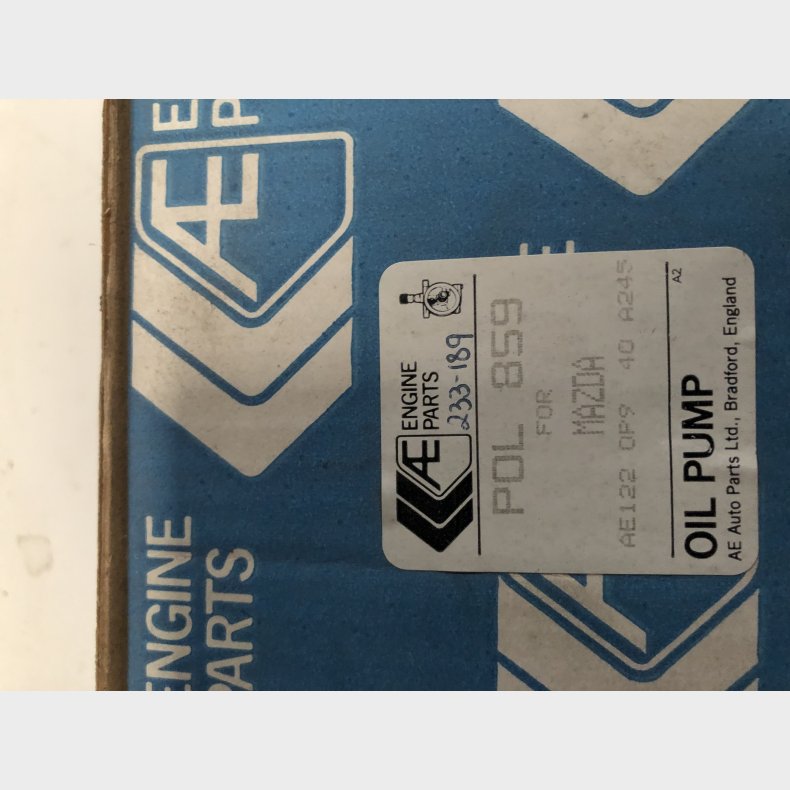 Æ
E
P
ENGINE
PARTS
Æ ENGINE
PARTS
233-189
POL 859
FOR
MAZDA
AE122 OP9 40 A245
A2
OIL PUMP
AE Auto Parts Ltd., Bradford, England